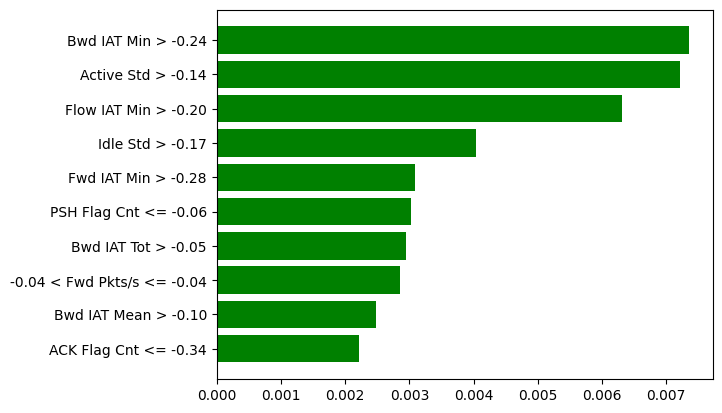 Bwd IAT Min > -0.24
Active Std > -0.14
Flow IAT Min > -0.20
Idle Std > -0.17
Fwd IAT Min > -0.28
PSH Flag Cnt <= -0.06
Bwd IAT Tot > -0.05
-0.04 < Fwd Pkts/s <= -0.04
Bwd IAT Mean > -0.10
ACK Flag Cnt <= -0.34
0.000 0.001 0.002 0.003 0.004 0.005 0.006 0.007